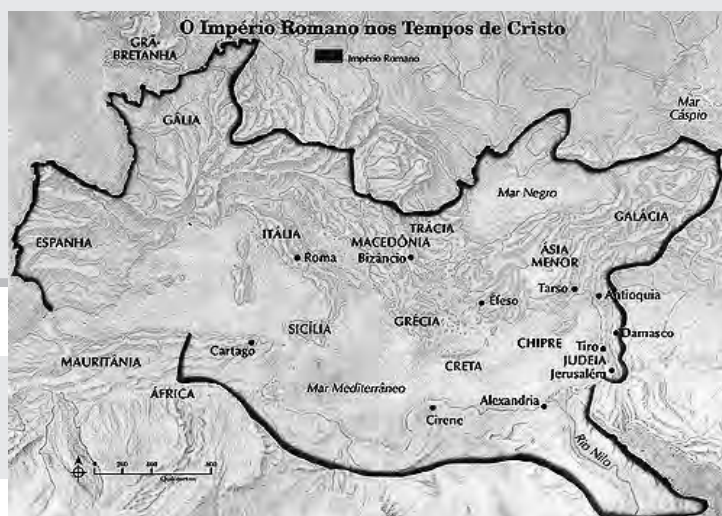 O Império Romano nos Tempos de Cristo
Império Romano
GRÃ-
BRETANHA
GÁLIA
Mar
Cáspio
Mar Negro
GALÁCIA
ESPANHA
ITÁLIA
Roma
TRÁCIA
MACEDÔNIA
Bizâncio
ÁSIA
MENOR
Tarso
Antioquia
Éfeso
SICÍLIA
GRÉCIA
CHIPRE
Damasco
Tiro
JUDEIA
Jerusalém
Cartago
MAURITÂNIA
ÁFRICA
Mar Mediterrâneo
CRETA
Alexandria
Cirene
Rio Nilo
0
Quilômetros